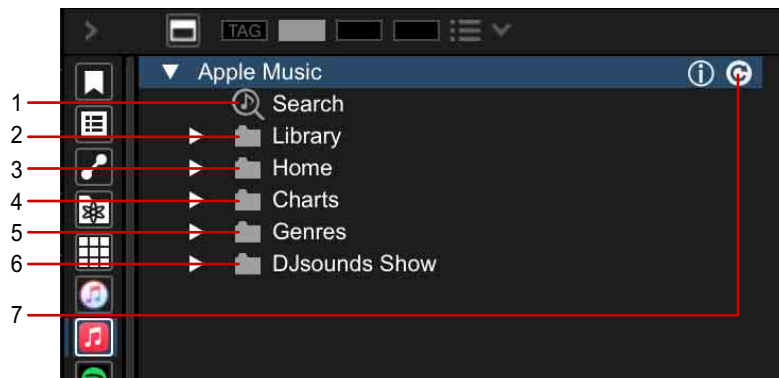 TAG
Apple Music
1 Search
2 Library
3 Home
4 Charts
5 Genres
6 DJsounds Show
7